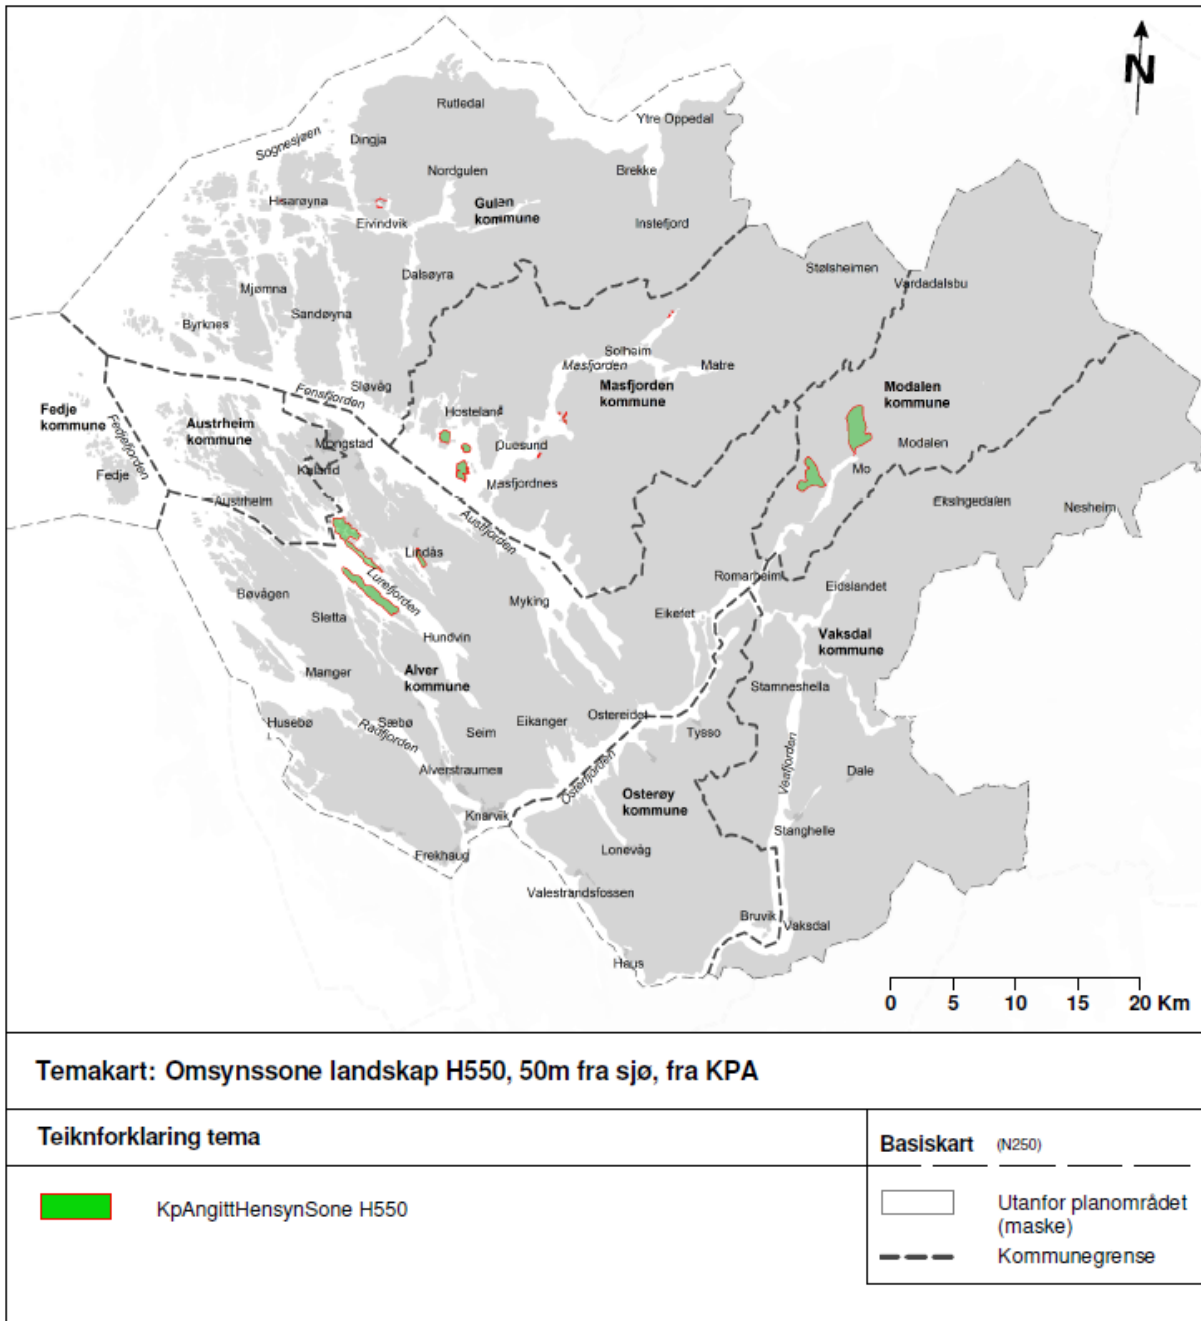 N
Rutledal
Ytre Oppedal
Sognesjøen
Dingja
Nordgulen
Brekke
Hisarøyna
Gulen
kommune
Eivindvik
Instefjord
Dalsøyra
Stølsheimen
Vardadalsbu
Mjømna
Sandøyna
Byrknes
Solheim
Masfjorden
Matre
Sløvåg
Fensfjorden
Masfjorden
kommune
Modalen
kommune
Fedje
kommune
Fedjefjorden
Austrheim
kommune
Hosteland
Mongstad
Duesund
Modalen
Kaland
Mo
Fedje
Masfjordnes
Austrheim
Eksingedalen
Nesheim
Austfjorden
Lindås
Lurefjorden
Romarheim
Eidslandet
Bøvågen
Myking
Sletta
Eikefet
Hundvin
Vaksdal
kommune
Manger
Alver
kommune
Stamneshella
Husebø
Sæbø
Radfjorden
Seim
Eikanger
Ostereidet
Tysso
Veafjorden
Alverstraumen
Osterfjorden
Dale
Osterøy
kommune
Knarvik
Stanghelle
Frekhaug
Lonevåg
Valestrandsfossen
Bruvik
Vaksdal
Haus
0 5 10 15 20 Km
Temakart: Omsynssone landskap H550, 50m fra sjø, fra KPA
Teiknforklaring tema
Basiskart (N250)
KpAngittHensynSone H550
Utanfor planområdet
(maske)
Kommunegrense